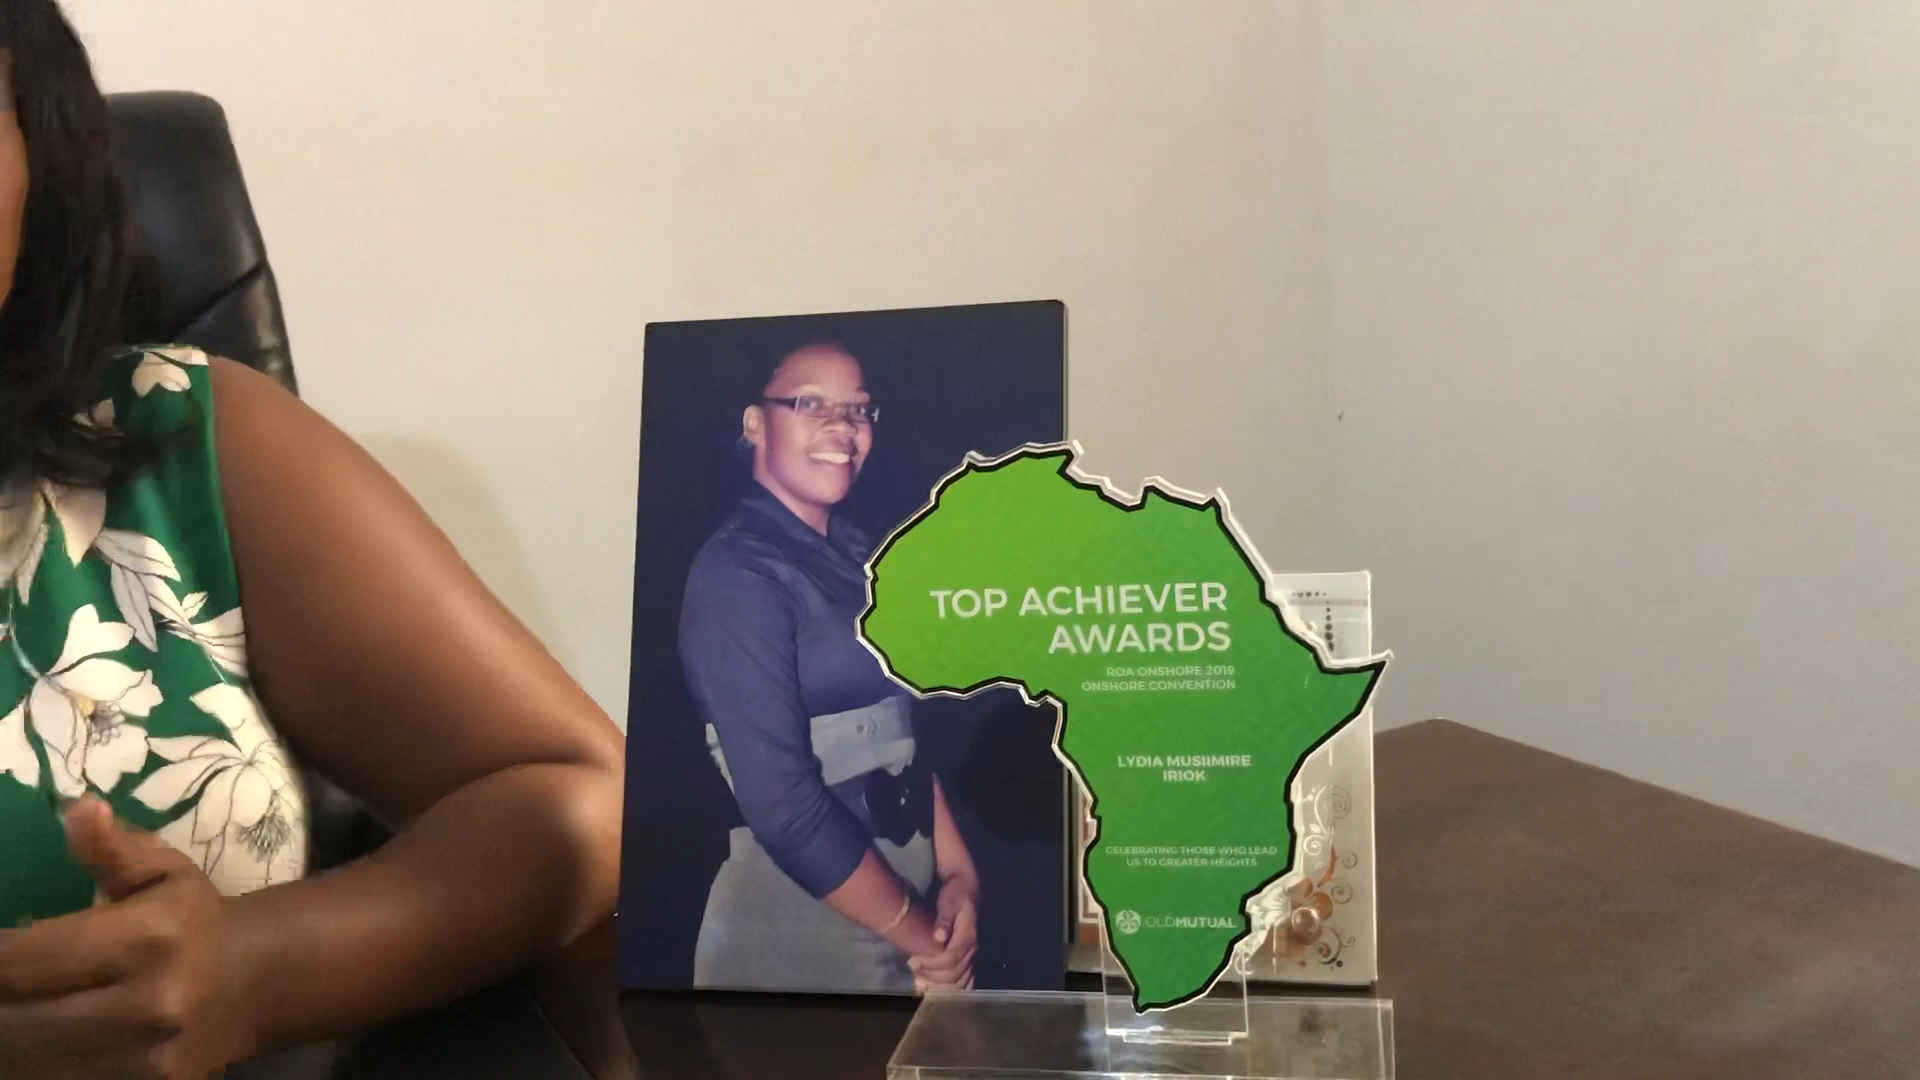 TOP ACHIEVER
AWARDS
ROA ONSHORE 2019
ONSHORE CONVENTION
LYDIA MUSIIMIRE
IRIOK
CELEBRATING THOSE WHO LEAD
US TO GREATER HEIGHTS
OLDMUTUAL